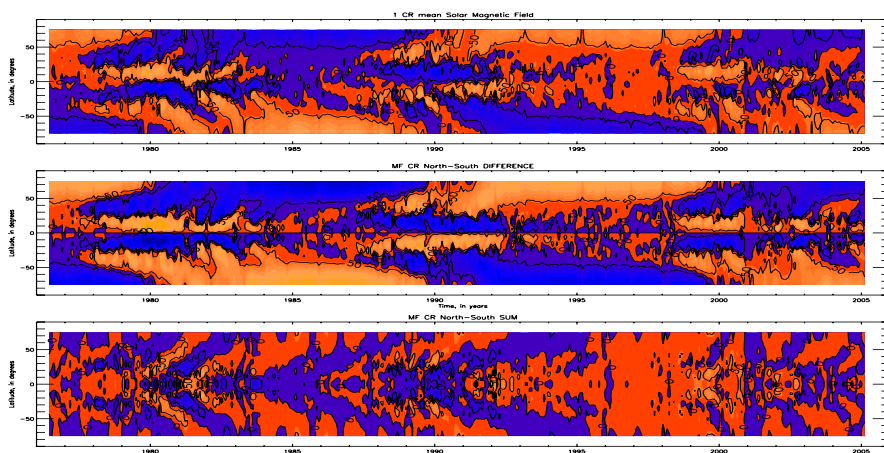 1 CR mean Solar Magnetic Field
50
0
-50
Latitude, in degrees
1980 1985 1990 1995 2000 2005
MF CR North-South DIFFERENCE
50
0
-50
Latitude, in degrees
1980 1985 1990 1995 2000 2005
Time, in years
MF CR North-South SUM
50
0
-50
Latitude, in degrees
1980 1985 1990 1995 2000 2005